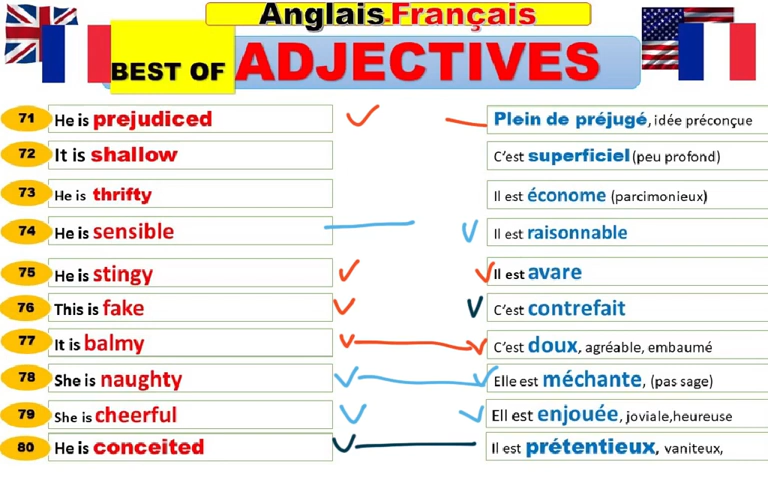 Anglais-Français
BEST OF ADJECTIVES
71 He is prejudiced Plein de préjugé, idée préconçue
72 It is shallow C'est superficiel (peu profond)
73 He is thrifty Il est économe (parcimonieux)
74 He is sensible Il est raisonnable
75 He is stingy Il est avare
76 This is fake C'est contrefait
77 It is balmy C'est doux, agréable, embaumé
78 She is naughty Elle est méchante, (pas sage)
79 She is cheerful Ell est enjouée, joviale,heureuse
80 He is conceited Il est prétentieux, vaniteux,